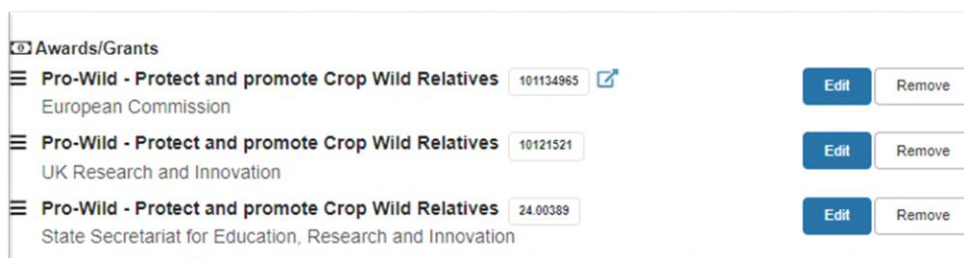 Awards/Grants
Pro-Wild - Protect and promote Crop Wild Relatives 101134965 Edit Remove
European Commission
Pro-Wild - Protect and promote Crop Wild Relatives 10121521 Edit Remove
UK Research and Innovation
Pro-Wild - Protect and promote Crop Wild Relatives 24.00389 Edit Remove
State Secretariat for Education, Research and Innovation